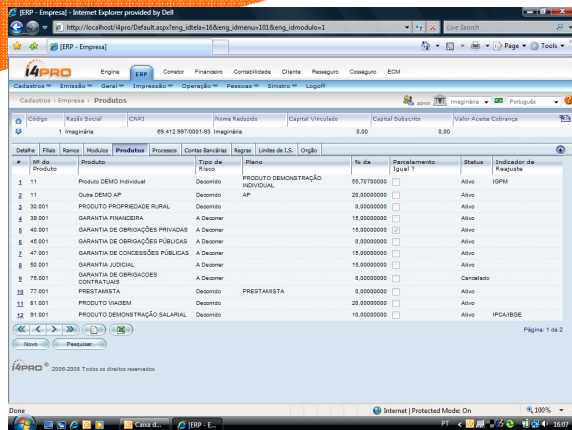 [ERP - Empresa] - Internet Explorer provided by Dell
http://localhost/i4pro/Default.aspx?eng_idtela=16&eng_idmenu=101&eng_idmodulo=1
Live Search
[ERP - Empresa]
Page Tools
i4PRO
Engine ERP Corretor Financeiro Contabilidade Cliente Resseguro Cosseguro ECM
Cadastros Emissão Geral Impressão Operação Pessoas Sinistro Logoff
Cadastros › Empresa › Produtos admin Imaginária Português
Código Razão Social CNPJ Nome Reduzido Capital Vinculado Capital Subscrito Valor Aceite Cobrança
1 Imaginária 69.412.997/0001-93 Imaginária 0,00 0,00
Detalhe Filiais Ramos Modulos Produtos Processos Contas Bancárias Regras Limites de I.S. Orgão
# Nº do Produto Produto Tipo de Risco Plano % da Parcelamento Igual ? Status Indicador de Reajuste
1 11 Produto DEMO Individual Decorrido PRODUTO DEMONSTRAÇÃO INDIVIDUAL 55,70700000 Ativo IGPM
2 11 Outra DEMO AP Decorrido AP 20,00000000 Ativo
3 30.001 PRODUTO PROPRIEDADE RURAL Decorrido 0,00000000 Ativo
4 39.001 GARANTIA FINANCEIRA A Decorrer 15,00000000 Ativo
5 40.001 GARANTIA DE OBRIGAÇÕES PRIVADAS A Decorrer 15,00000000 Ativo
6 45.001 GARANTIA DE OBRIGAÇÕES PÚBLICAS A Decorrer 0,00000000 Ativo
7 47.001 GARANTIA DE CONCESSÕES PÚBLICAS A Decorrer 15,00000000 Ativo
8 50.001 GARANTIA JUDICIAL A Decorrer 15,00000000 Ativo
9 75.001 GARANTIA DE OBRIGACOES CONTRATUAIS A Decorrer 0,00000000 Cancelado
10 77.001 PRESTAMISTA Decorrido PRESTAMISTA 0,00000000 Ativo
11 81.001 PRODUTO VIAGEM Decorrido 20,00000000 Ativo
12 91.001 PRODUTO DEMONSTRAÇÃO SALARIAL Decorrido 10,00000000 Ativo IPCA/IBGE
Página: 1 de 2
Novo Pesquisar
i4PRO ® 2006-2008 Todos os direitos reservados.
Done Internet | Protected Mode: On 100%
Caixa d... [ERP - E... PT 16:07